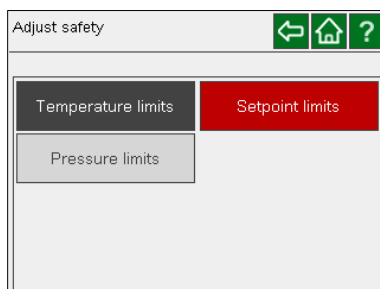 Adjust safety
?
Temperature limits
Setpoint limits
Pressure limits